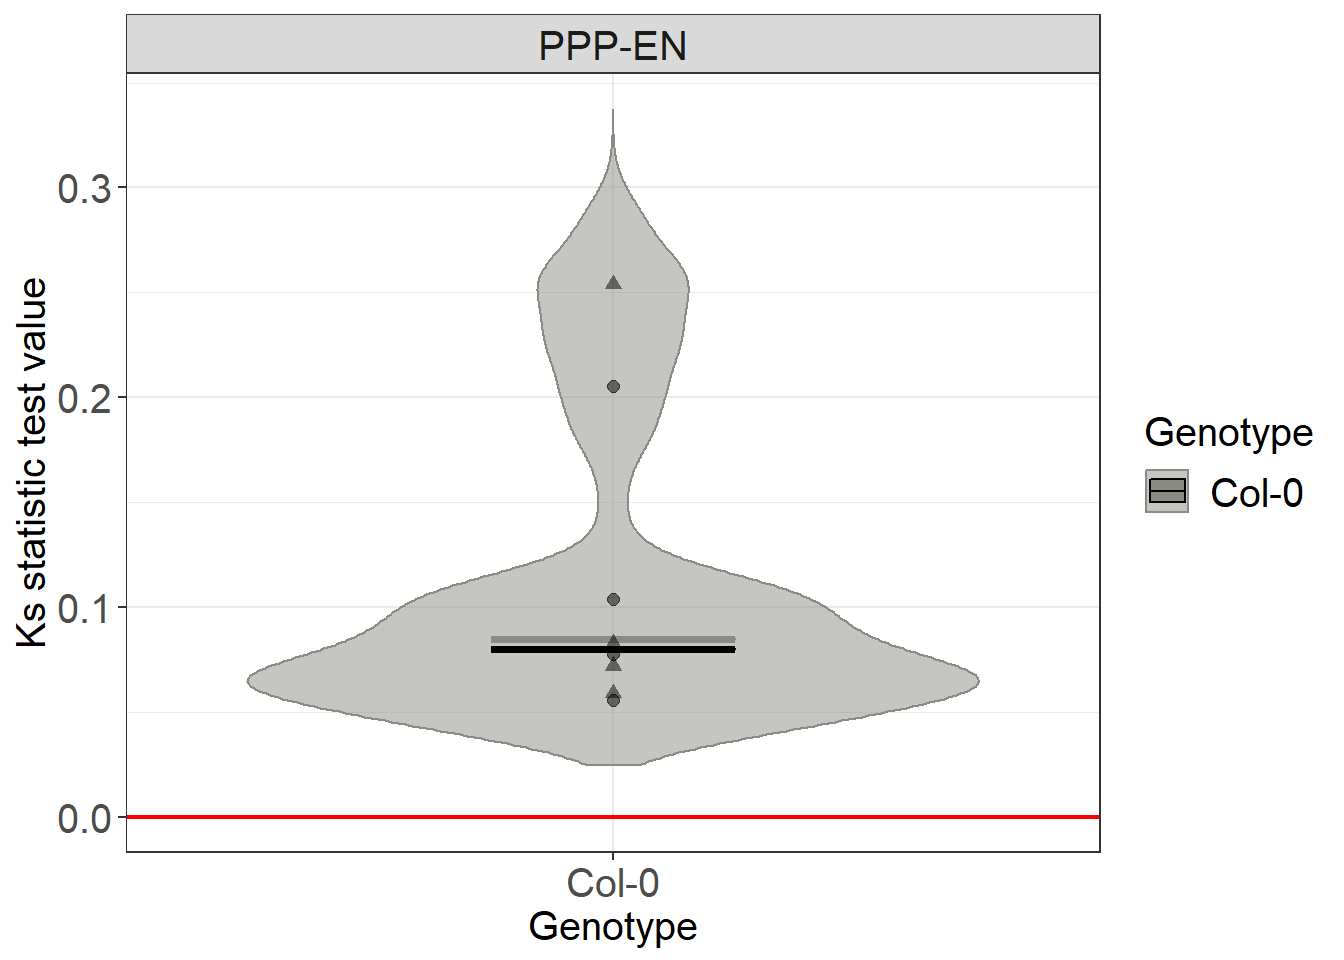 PPP-EN
Ks statistic test value
0.3
0.2
0.1
0.0
Col-0
Genotype
Genotype
Col-0